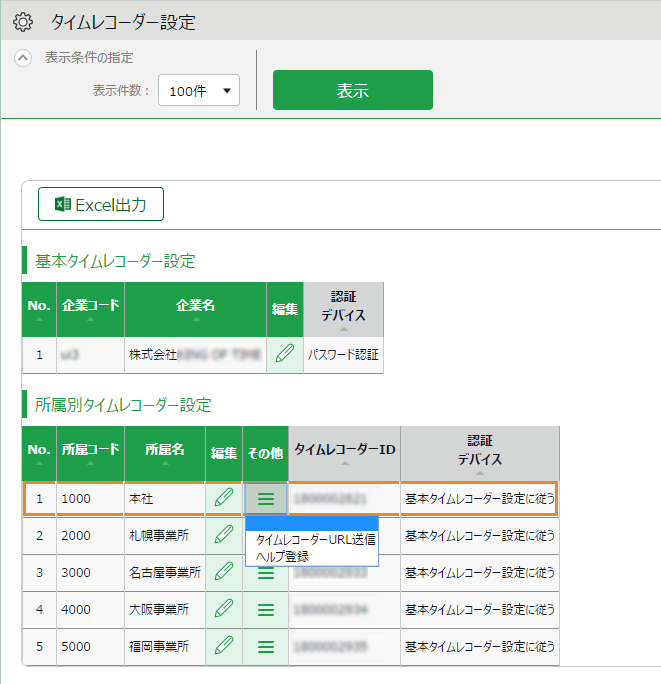 タイムレコーダー設定
表示条件の指定
表示件数： 100件 表示
Excel出力
基本タイムレコーダー設定
No. 企業コード 企業名 編集 認証デバイス
1 株式会社 パスワード認証
所属別タイムレコーダー設定
No. 所属コード 所属名 編集 その他 タイムレコーダーID 認証デバイス
1 1000 本社 基本タイムレコーダー設定に従う
2 2000 札幌事業所 基本タイムレコーダー設定に従う
タイムレコーダーURL送信
ヘルプ登録
3 3000 名古屋事業所 基本タイムレコーダー設定に従う
4 4000 大阪事業所 基本タイムレコーダー設定に従う
5 5000 福岡事業所 基本タイムレコーダー設定に従う